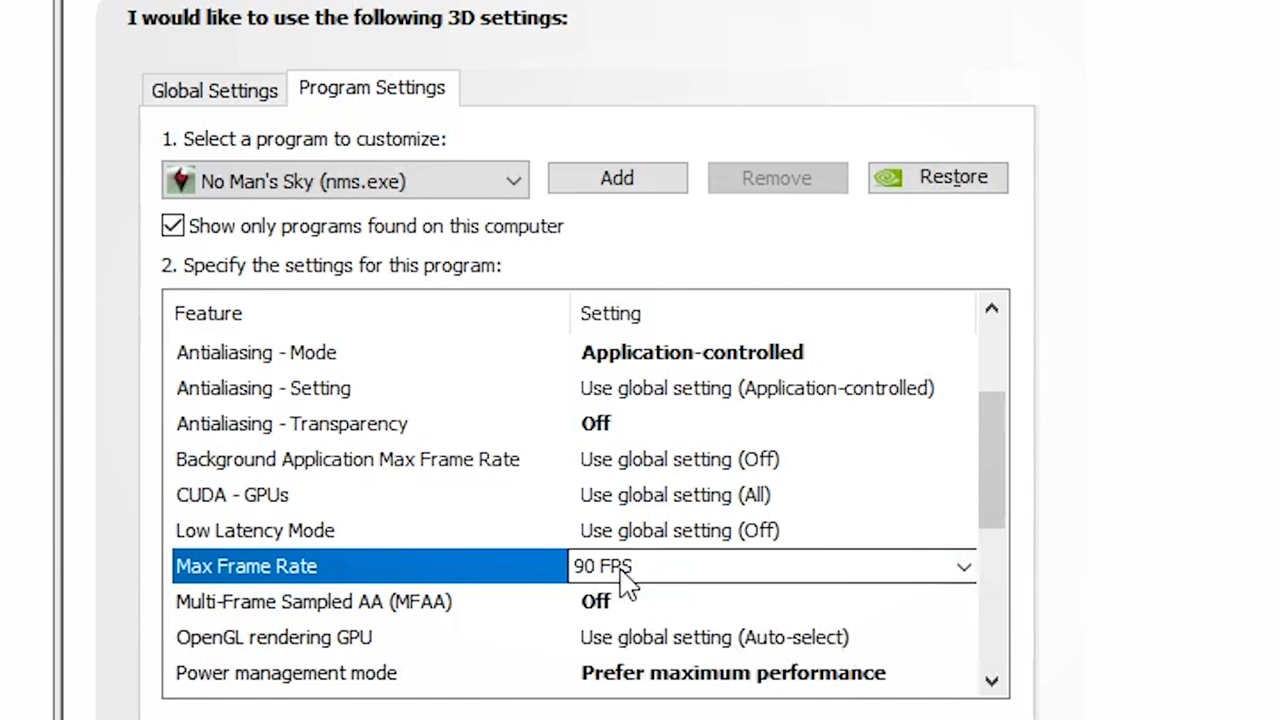 I would like to use the following 3D settings:
Global Settings Program Settings
1. Select a program to customize:
No Man's Sky (nms.exe) Add Remove Restore
Show only programs found on this computer
2. Specify the settings for this program:
Feature Setting
Antialiasing - Mode Application-controlled
Antialiasing - Setting Use global setting (Application-controlled)
Antialiasing - Transparency Off
Background Application Max Frame Rate Use global setting (Off)
CUDA - GPUs Use global setting (All)
Low Latency Mode Use global setting (Off)
Max Frame Rate 90 FPS
Multi-Frame Sampled AA (MFAA) Off
OpenGL rendering GPU Use global setting (Auto-select)
Power management mode Prefer maximum performance